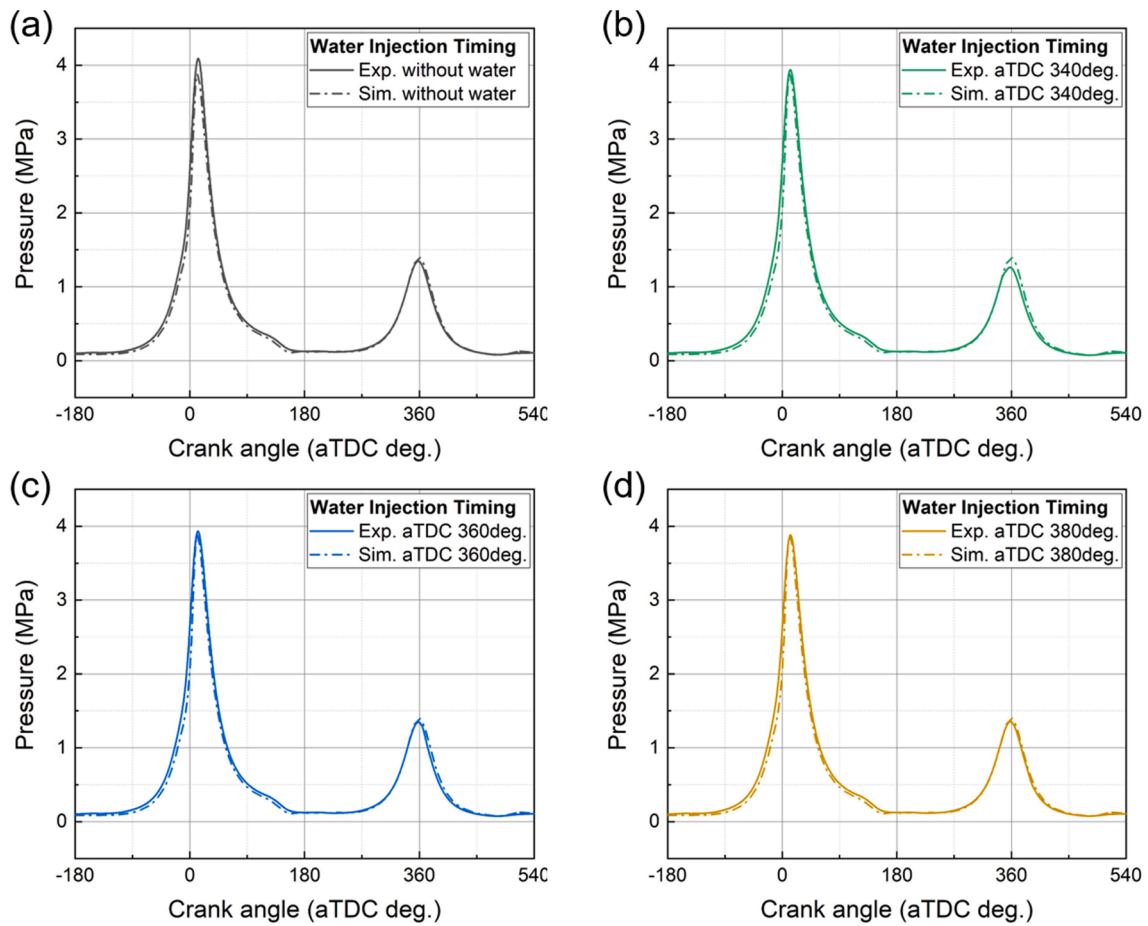 (a)
Water Injection Timing
Exp. without water
Sim. without water
4
3
2
1
0
Pressure (MPa)
-180 0 180 360 540
Crank angle (aTDC deg.)
(b)
Water Injection Timing
Exp. aTDC 340deg.
Sim. aTDC 340deg.
4
3
2
1
0
Pressure (MPa)
-180 0 180 360 540
Crank angle (aTDC deg.)
(c)
Water Injection Timing
Exp. aTDC 360deg.
Sim. aTDC 360deg.
4
3
2
1
0
Pressure (MPa)
-180 0 180 360 540
Crank angle (aTDC deg.)
(d)
Water Injection Timing
Exp. aTDC 380deg.
Sim. aTDC 380deg.
4
3
2
1
0
Pressure (MPa)
-180 0 180 360 540
Crank angle (aTDC deg.)